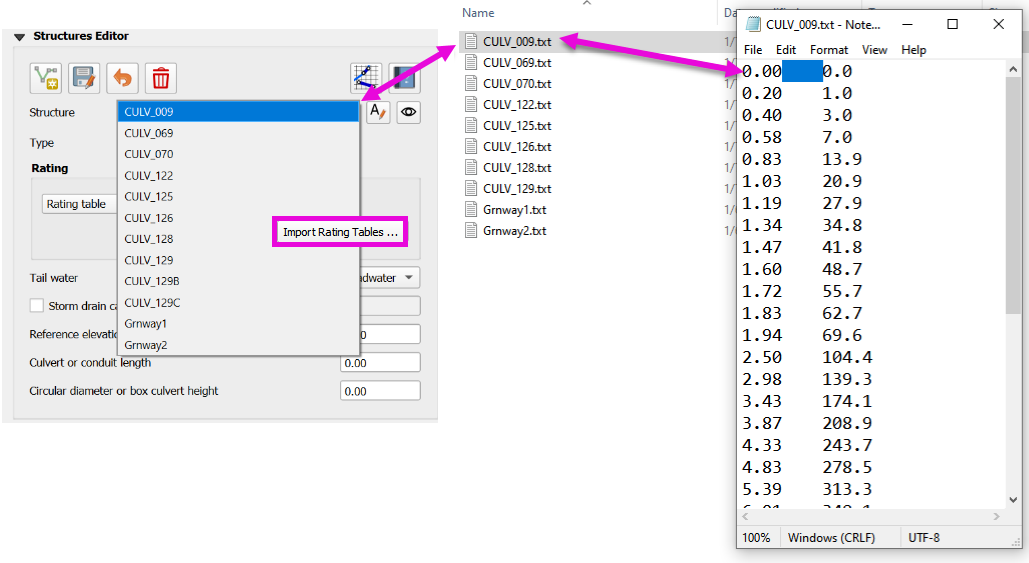 Structures Editor
Structure
Type
Rating
Rating table
Import Rating Tables ...
CULV_009
CULV_069
CULV_070
CULV_122
CULV_125
CULV_126
CULV_128
CULV_129
CULV_129B
CULV_129C
Grnway1
Grnway2
Tail water
dwater
Storm drain ca
Reference elevatio
0
Culvert or conduit length
0.00
Circular diameter or box culvert height
0.00
Name
CULV_009.txt
CULV_069.txt
CULV_070.txt
CULV_122.txt
CULV_125.txt
CULV_126.txt
CULV_128.txt
CULV_129.txt
Grnway1.txt
Grnway2.txt
CULV_009.txt - Note...
File Edit Format View Help
0.00 0.0
0.20 1.0
0.40 3.0
0.58 7.0
0.83 13.9
1.03 20.9
1.19 27.9
1.34 34.8
1.47 41.8
1.60 48.7
1.72 55.7
1.83 62.7
1.94 69.6
2.50 104.4
2.98 139.3
3.43 174.1
3.87 208.9
4.33 243.7
4.83 278.5
5.39 313.3
100% Windows (CRLF) UTF-8